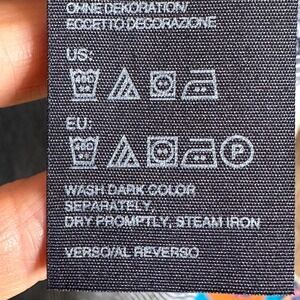 OHNE DEKORATION/
ECCETTO DECORAZIONE
US:
EU:
P
WASH DARK COLOR
SEPARATELY.
DRY PROMPTLY, STEAM IRON
VERSO/AL REVERSO